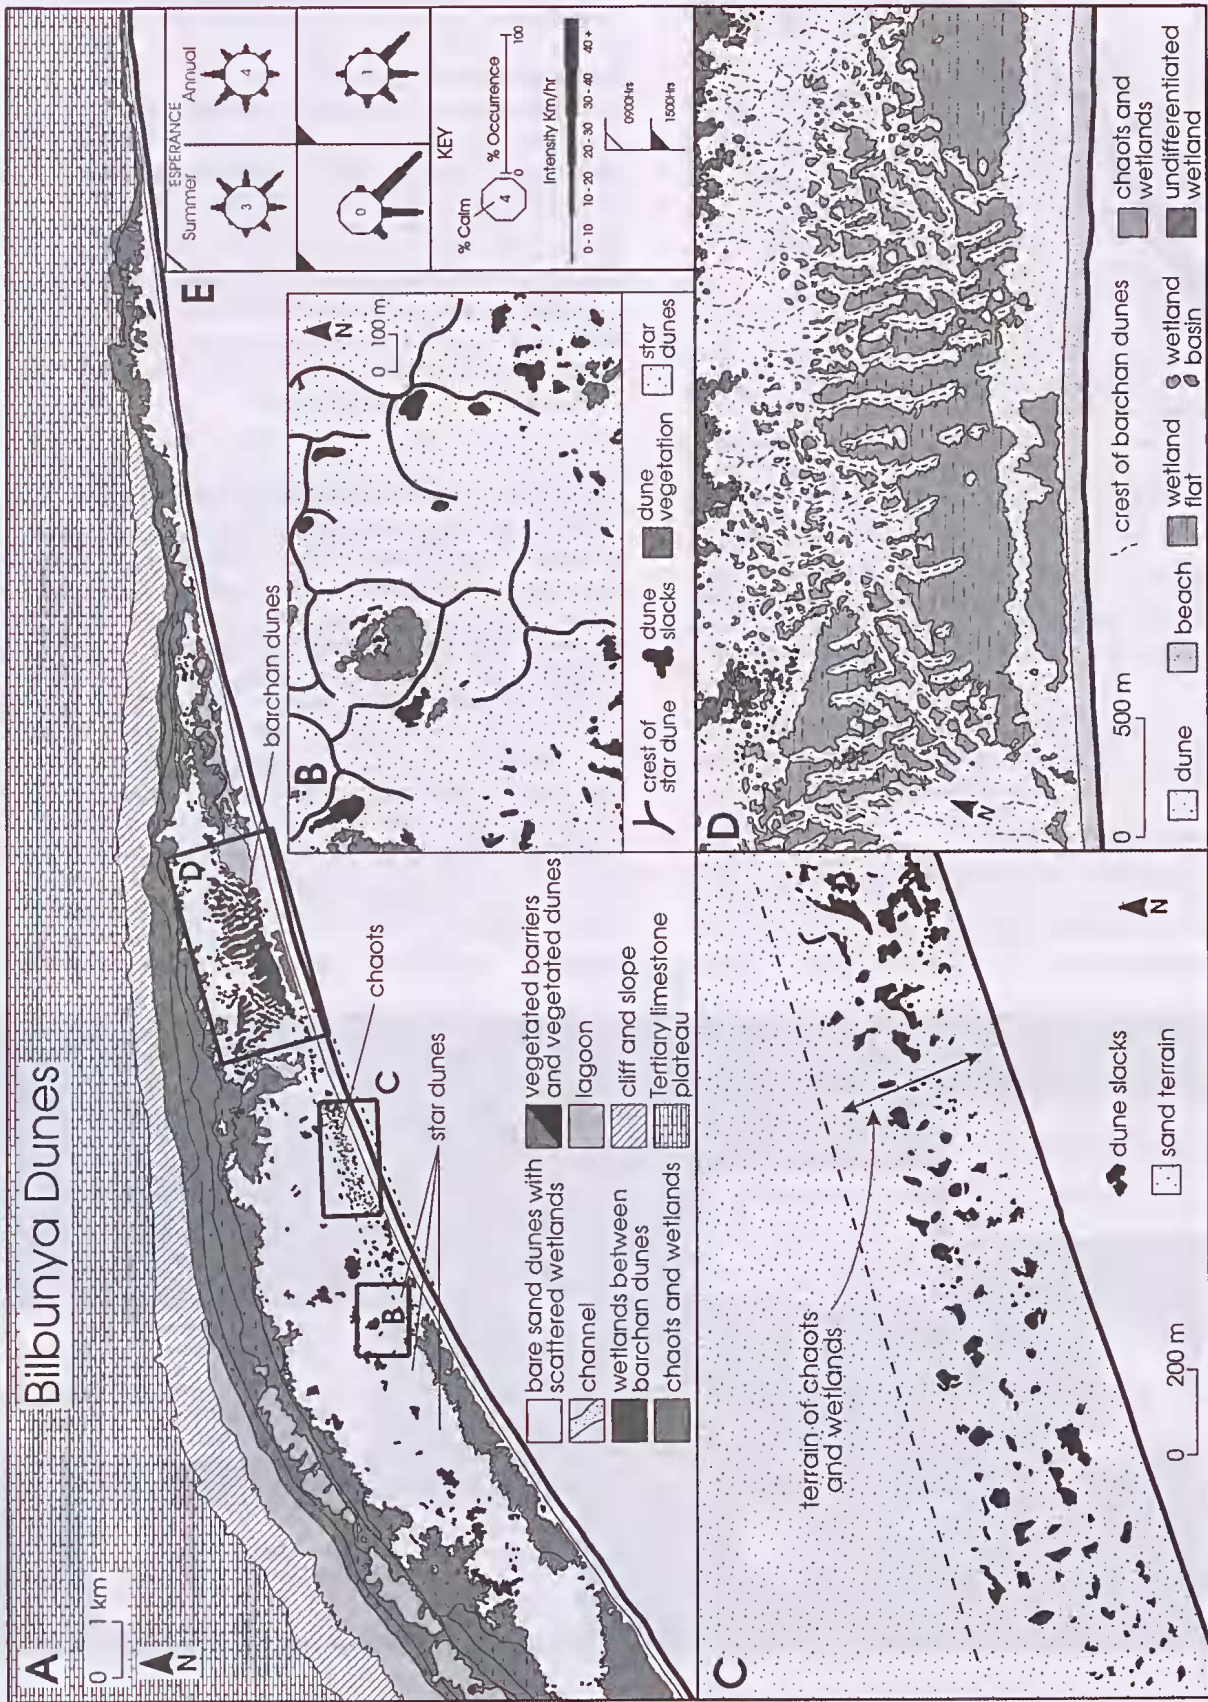 A
Bilbunya Dunes
0 1 km
N
D
barchan dunes
chaots
C
star dunes
B
bare sand dunes with
scattered wetlands
channel
wetlands between
barchan dunes
chaots and wetlands
vegetated barriers
and vegetated dunes
lagoon
cliff and slope
Tertiary limestone
plateau
B
N
0 100 m
crest of
star dune
dune
slacks
dune
vegetation
star
dunes
E
ESPERANCE
Summer Annual
3 4
0 1
KEY
% Calm
4
0 100
% Occurrence
Intensity Km/hr
0 - 10 10 - 20 20 - 30 30 - 40 40 +
0900Hrs
1500Hrs
C
terrain of chaots
and wetlands
0 200 m
dune slacks
sand terrain
N
D
N
0 500 m
crest of barchan dunes
chaots and
wetlands
dune
beach
wetland
flat
wetland
basin
undifferentiated
wetland